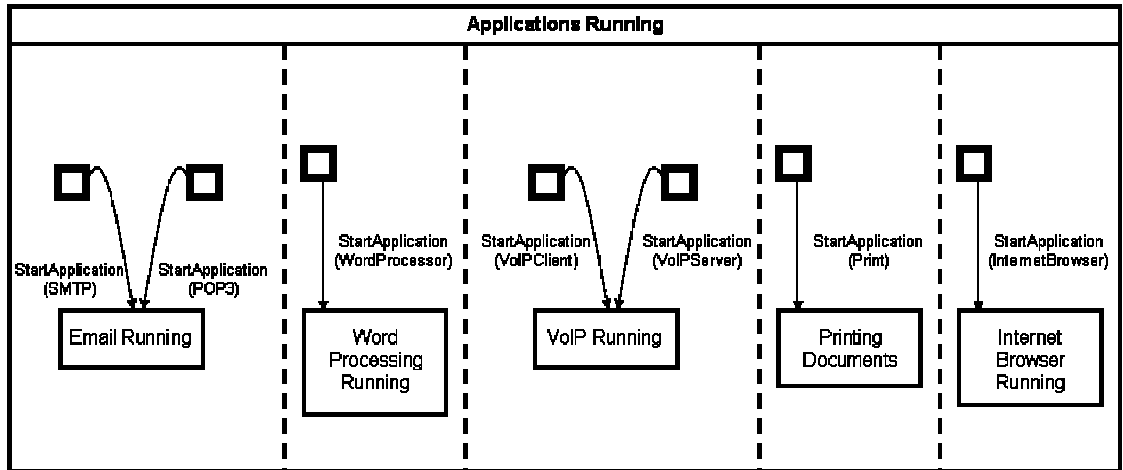 Applications Running
StartApplication
(SMTP)
StartApplication
(POP3)
Email Running
StartApplication
(WordProcessor)
Word
Processing
Running
StartApplication
(VoIPClient)
StartApplication
(VoIPServer)
VoIP Running
StartApplication
(Print)
Printing
Documents
StartApplication
(InternetBrowser)
Internet
Browser
Running